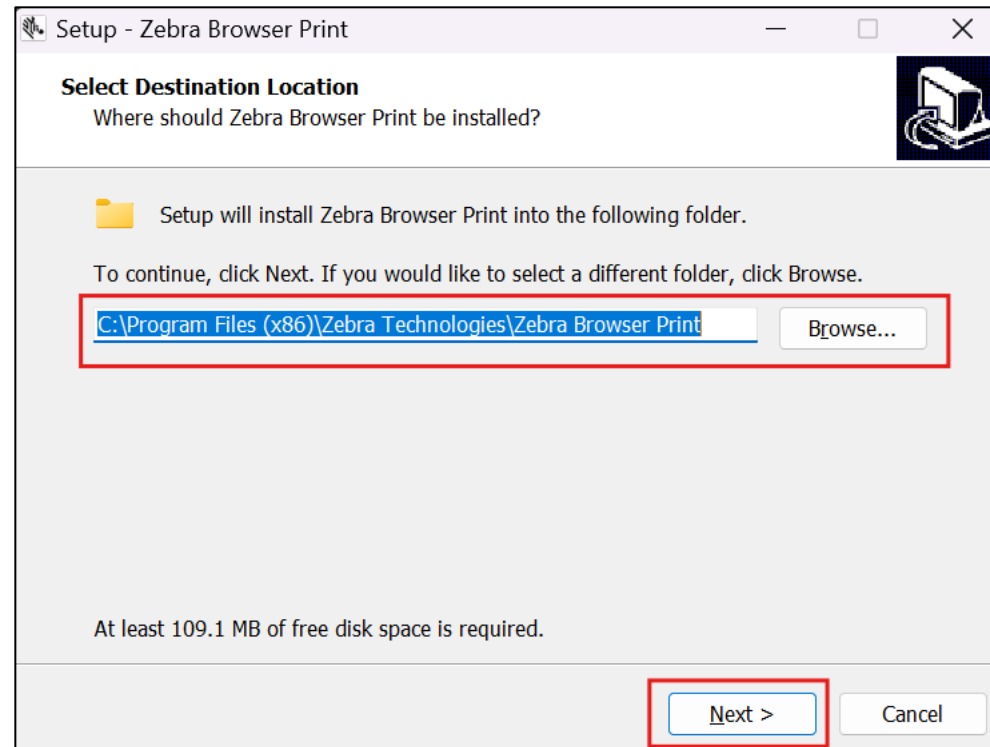 Setup - Zebra Browser Print
Select Destination Location
Where should Zebra Browser Print be installed?
Setup will install Zebra Browser Print into the following folder.
To continue, click Next. If you would like to select a different folder, click Browse.
C:\Program Files (x86)\Zebra Technologies\Zebra Browser Print
Browse...
At least 109.1 MB of free disk space is required.
Next >
Cancel